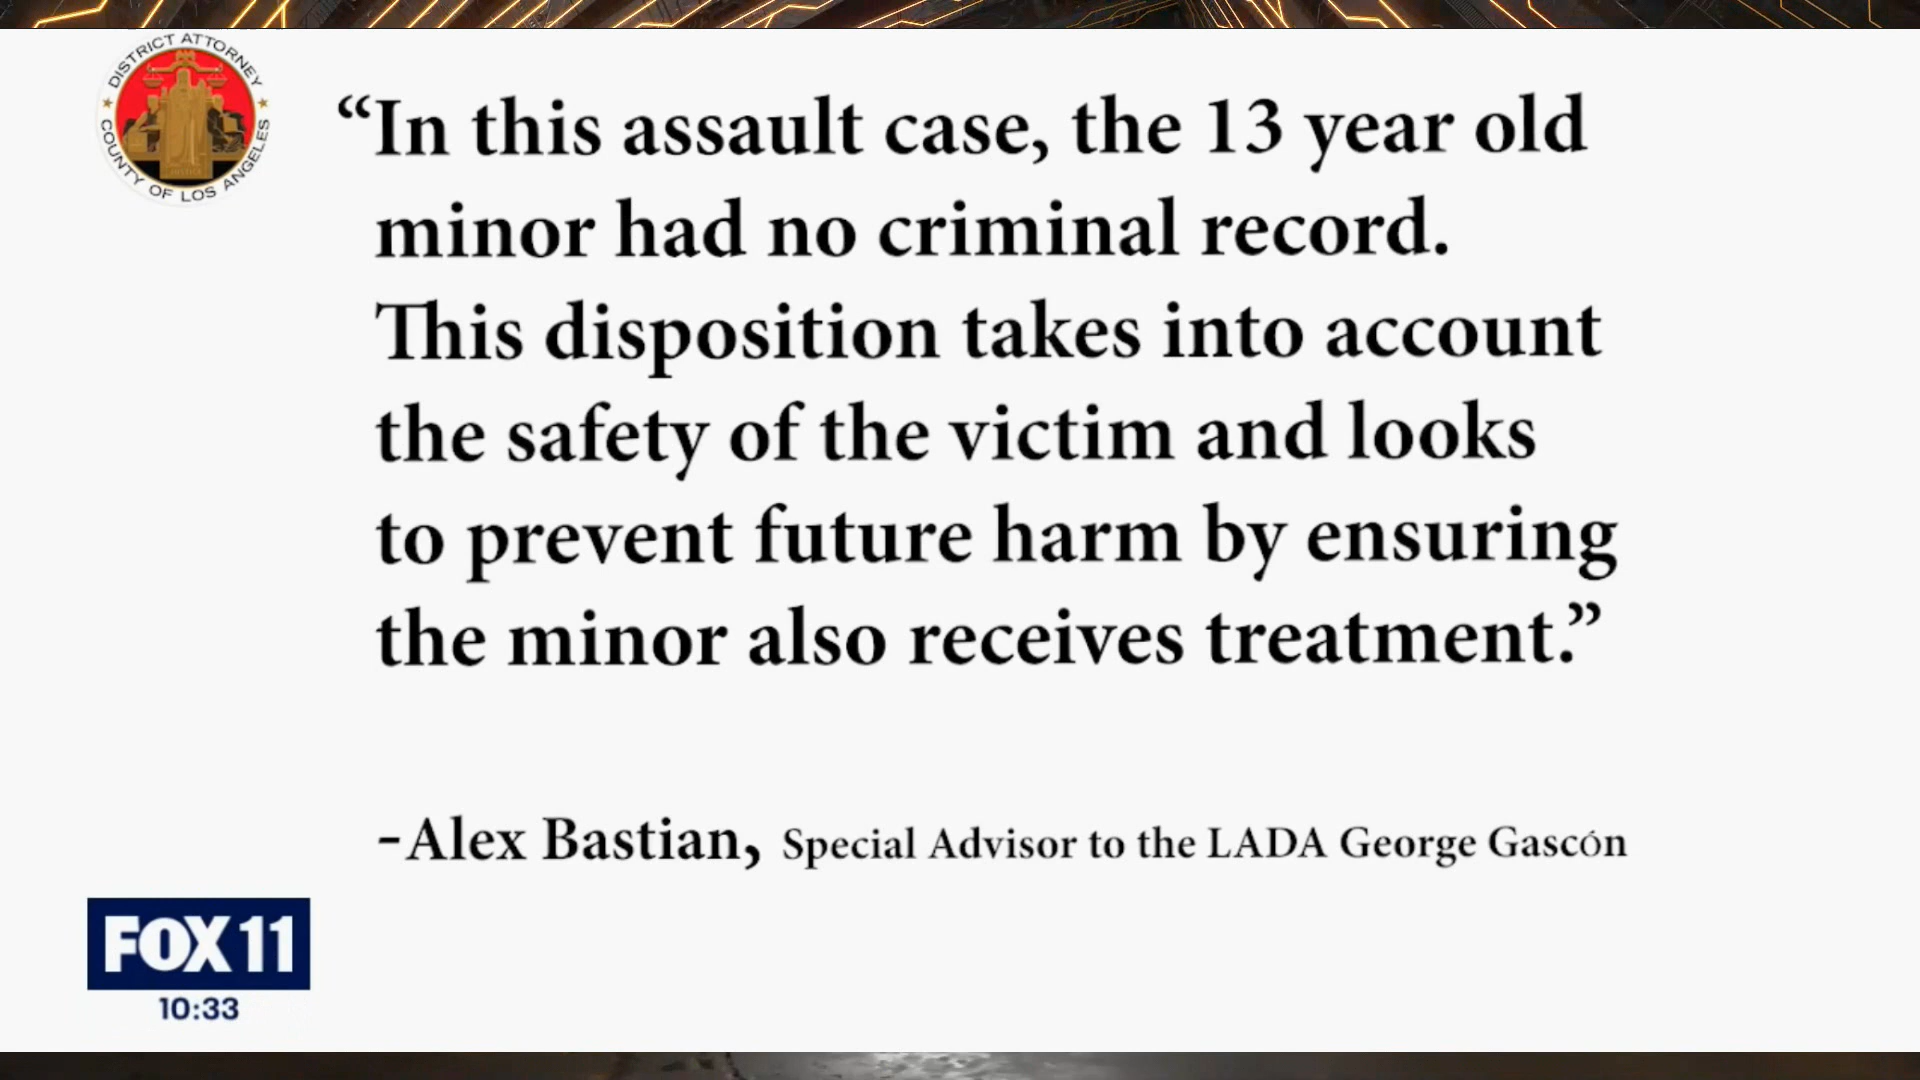 DISTRICT ATTORNEY
COUNTY OF LOS ANGELES
JUSTICE
“In this assault case, the 13 year old
minor had no criminal record.
This disposition takes into account
the safety of the victim and looks
to prevent future harm by ensuring
the minor also receives treatment.”
-Alex Bastian, Special Advisor to the LADA George Gascón
FOX 11
10:33